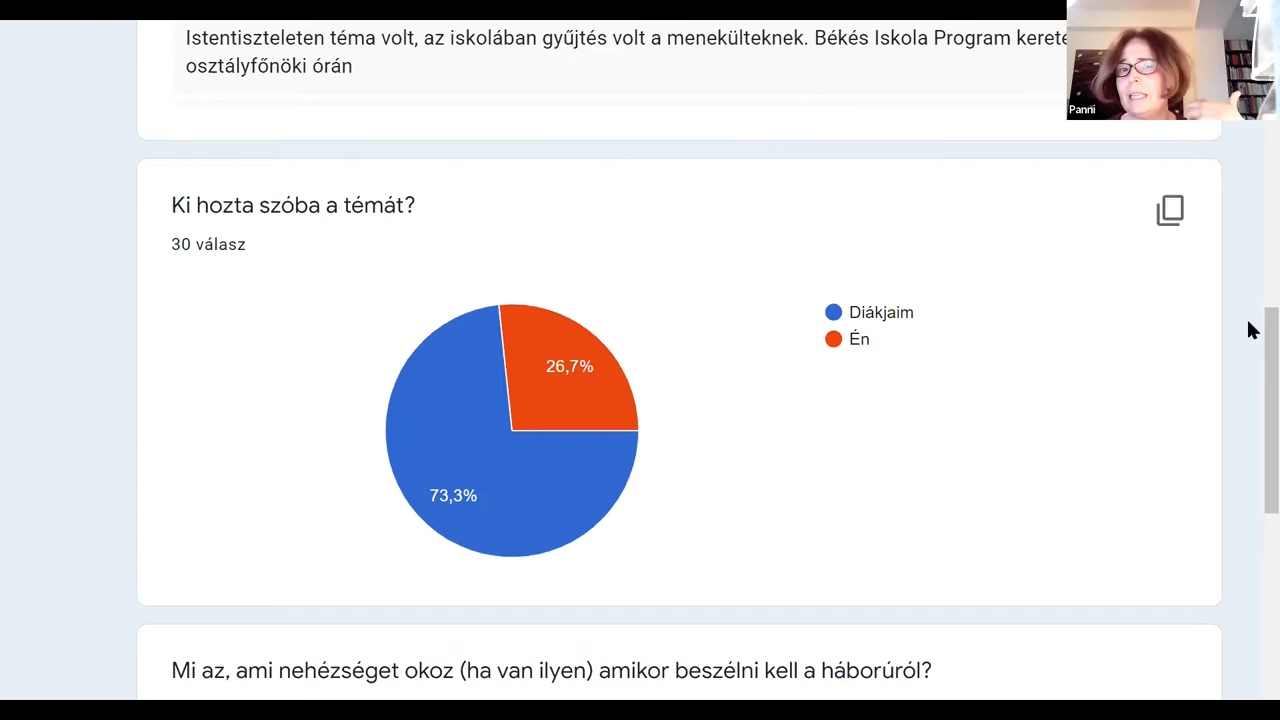 Istentiszteleten téma volt, az iskolában gyűjtés volt a menekülteknek. Békés Iskola Program
osztályfőnöki órán
Panni
Ki hozta szóba a témát?
30 válasz
Diákjaim
Én
26,7%
73,3%
Mi az, ami nehézséget okoz (ha van ilyen) amikor beszélni kell a háborúról?